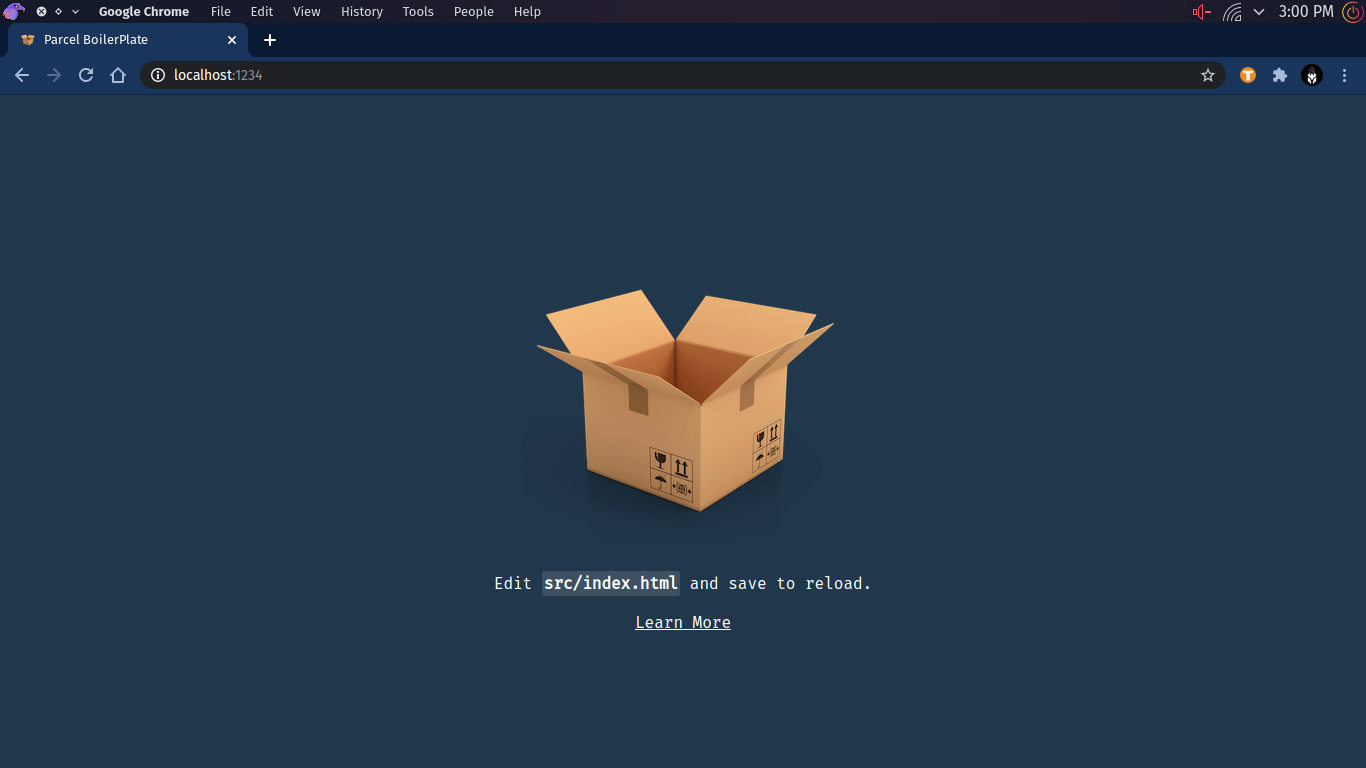 Google Chrome File Edit View History Tools People Help 3:00 PM
Parcel BoilerPlate
localhost:1234
Edit src/index.html and save to reload.
Learn More